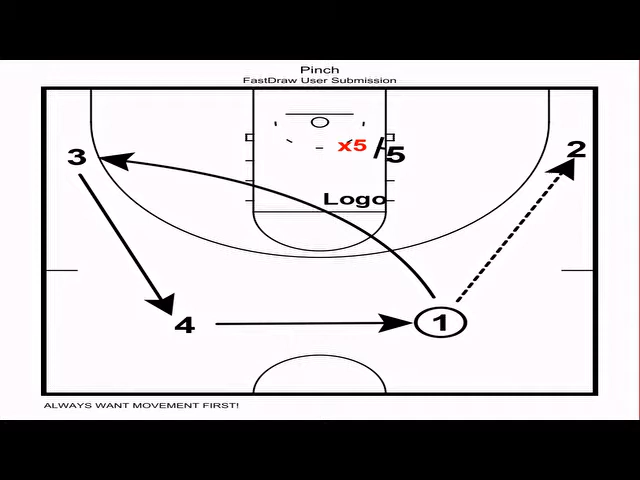 Pinch
FastDraw User Submission
3
x5
5
2
Logo
4
1
ALWAYS WANT MOVEMENT FIRST!